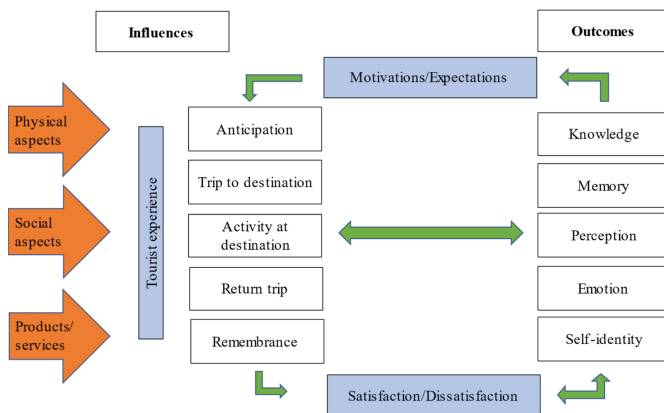 Influences
Outcomes
Motivations/Expectations
Physical
aspects
Social
aspects
Products/
services
Tourist experience
Anticipation
Trip to destination
Activity at
destination
Return trip
Remembrance
Knowledge
Memory
Perception
Emotion
Self-identity
Satisfaction/Dissatisfaction